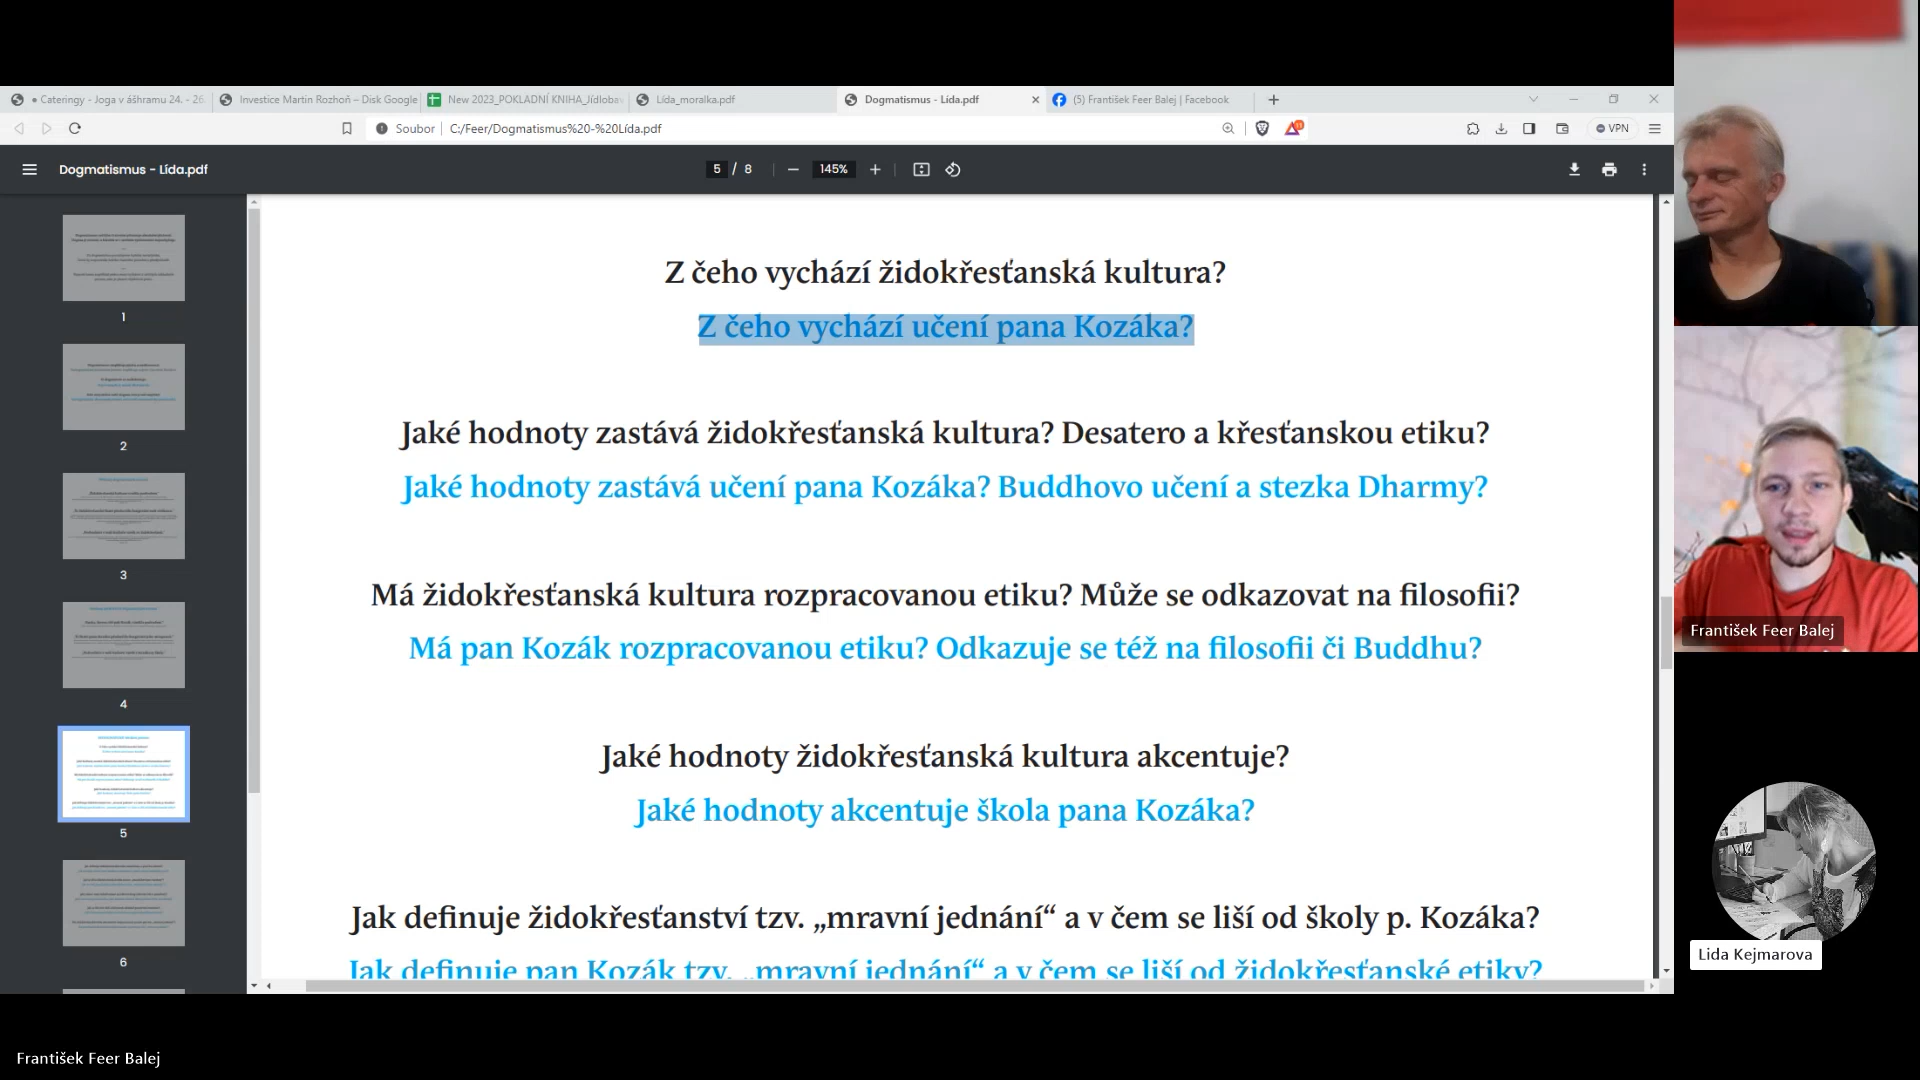 ● Cateringy - Joga v ášhramu 24. - 26.
Investice Martin Rozhoň – Disk Google
New 2023_POKLADNÍ KNIHA_Jídlobav
Lída_moralka.pdf
Dogmatismus - Lída.pdf
(5) František Feer Balej | Facebook
Soubor
C:/Feer/Dogmatismus%20-%20Lída.pdf
VPN
Dogmatismus - Lída.pdf
5 / 8
145%
1
2
3
4
5
6
Z čeho vychází židokřesťanská kultura?
Z čeho vychází učení pana Kozáka?
Jaké hodnoty zastává židokřesťanská kultura? Desatero a křesťanskou etiku?
Jaké hodnoty zastává učení pana Kozáka? Buddhovo učení a stezka Dharmy?
Má židokřesťanská kultura rozpracovanou etiku? Může se odkazovat na filosofii?
Má pan Kozák rozpracovanou etiku? Odkazuje se též na filosofii či Buddhu?
Jaké hodnoty židokřesťanská kultura akcentuje?
Jaké hodnoty akcentuje škola pana Kozáka?
Jak definuje židokřesťanství tzv. „mravní jednání“ a v čem se liší od školy p. Kozáka?
Jak definuje pan Kozák tzv. „mravní jednání“ a v čem se liší od židokřesťanské etiky?
František Feer Balej
Lida Kejmarova
František Feer Balej